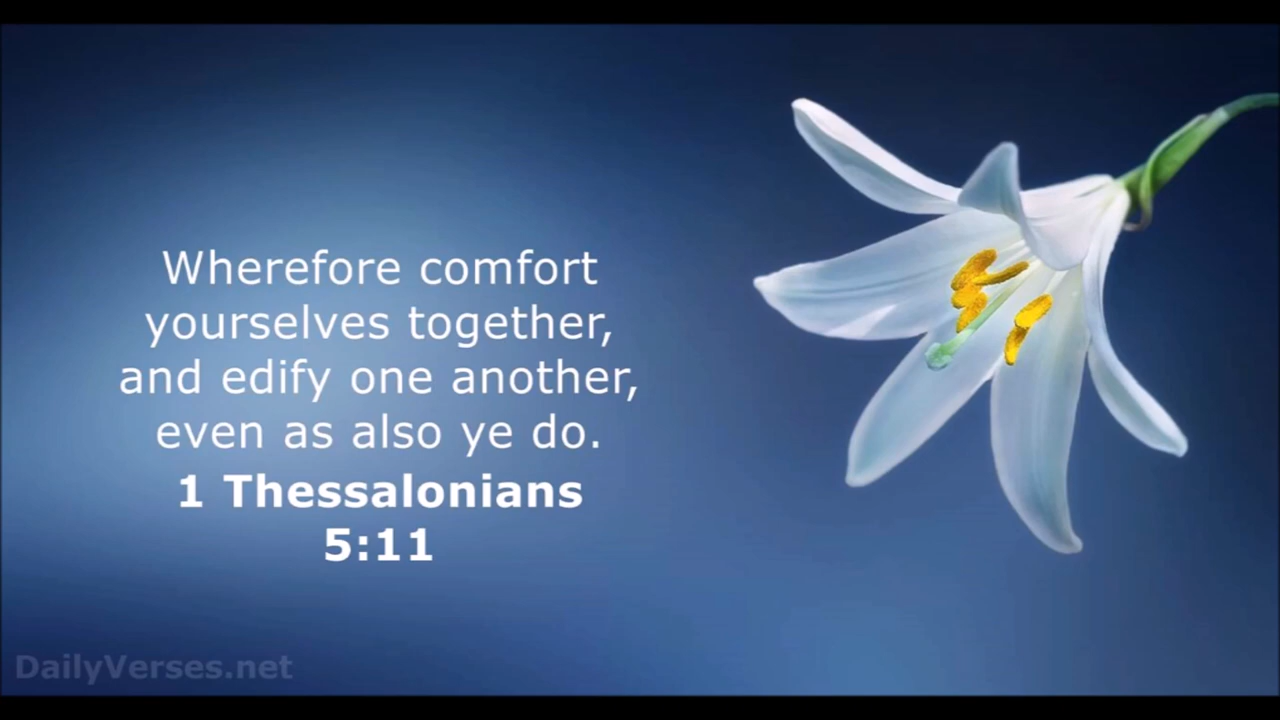 Wherefore comfort
yourselves together,
and edify one another,
even as also ye do.
1 Thessalonians
5:11
DailyVerses.net